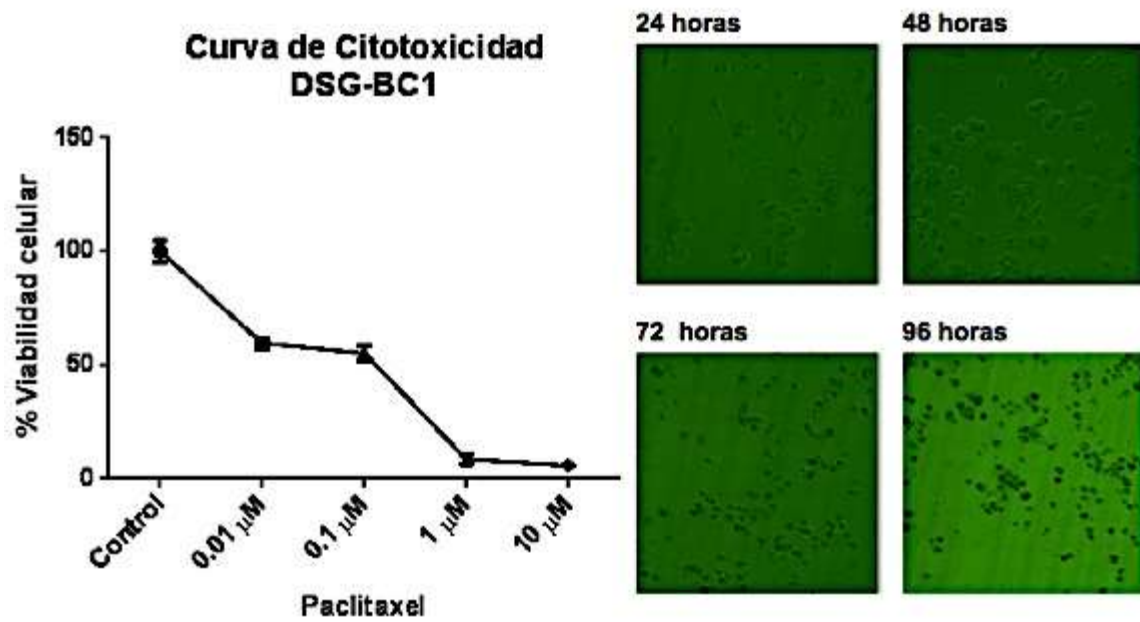 Curva de Citotoxicidad
DSG-BC1
% Viabilidad celular
150
100
50
0
Control
0.01 µM
0.1 µM
1 µM
10 µM
Paclitaxel
24 horas
48 horas
72 horas
96 horas